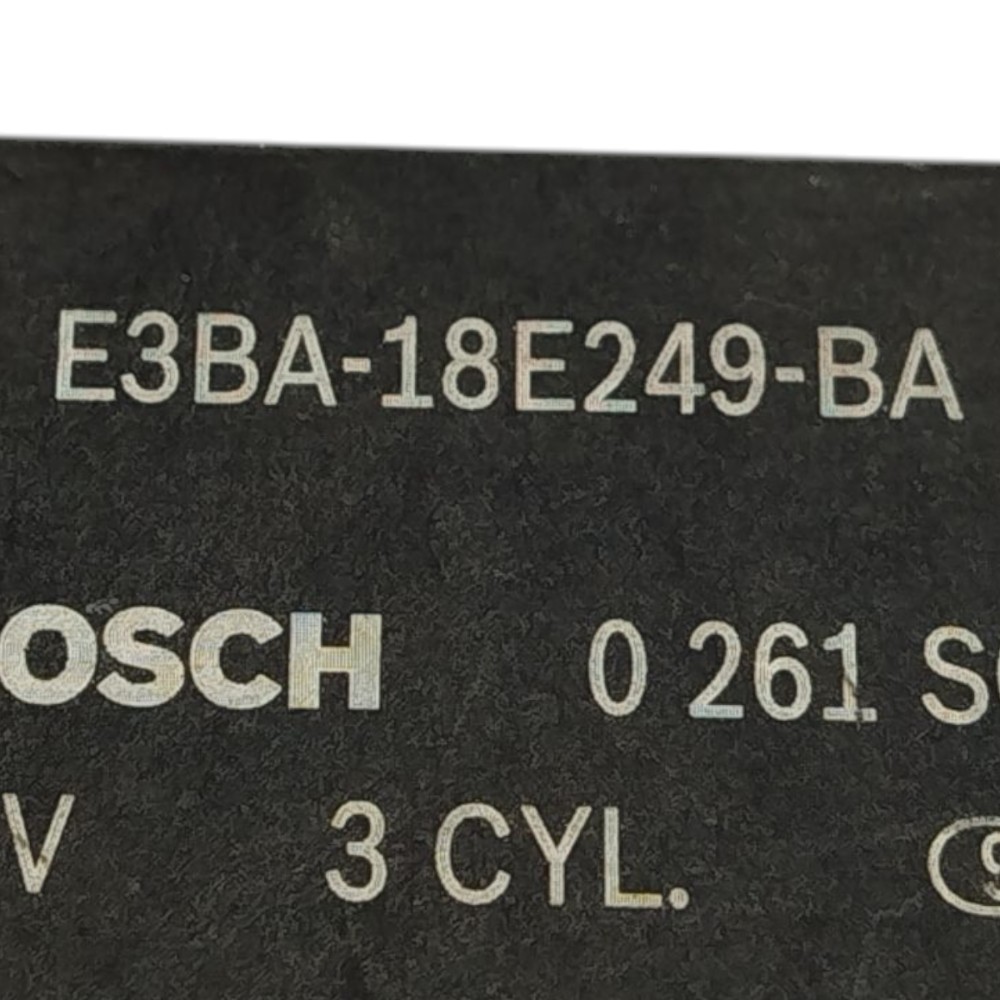 E3BA-18E249-BA
OSCH 0 261 S
V 3 CYL.